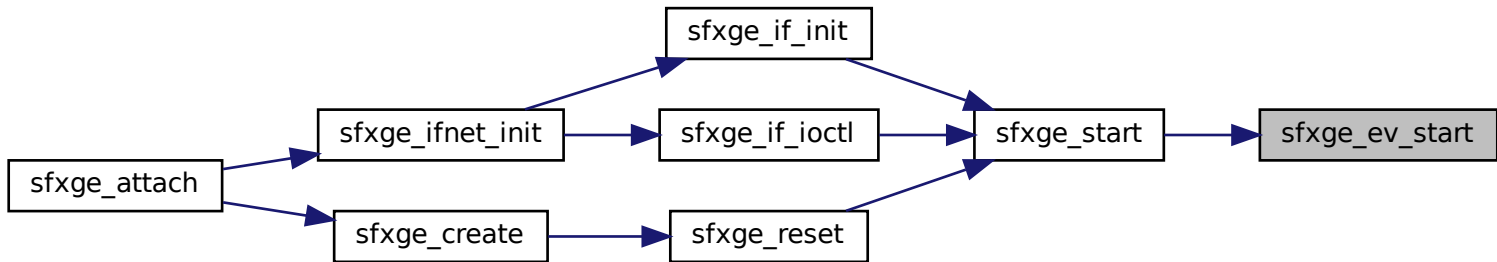 sfxge_if_init
sfxge_ifnet_init
sfxge_if_ioctl
sfxge_start
sfxge_ev_start
sfxge_attach
sfxge_create
sfxge_reset